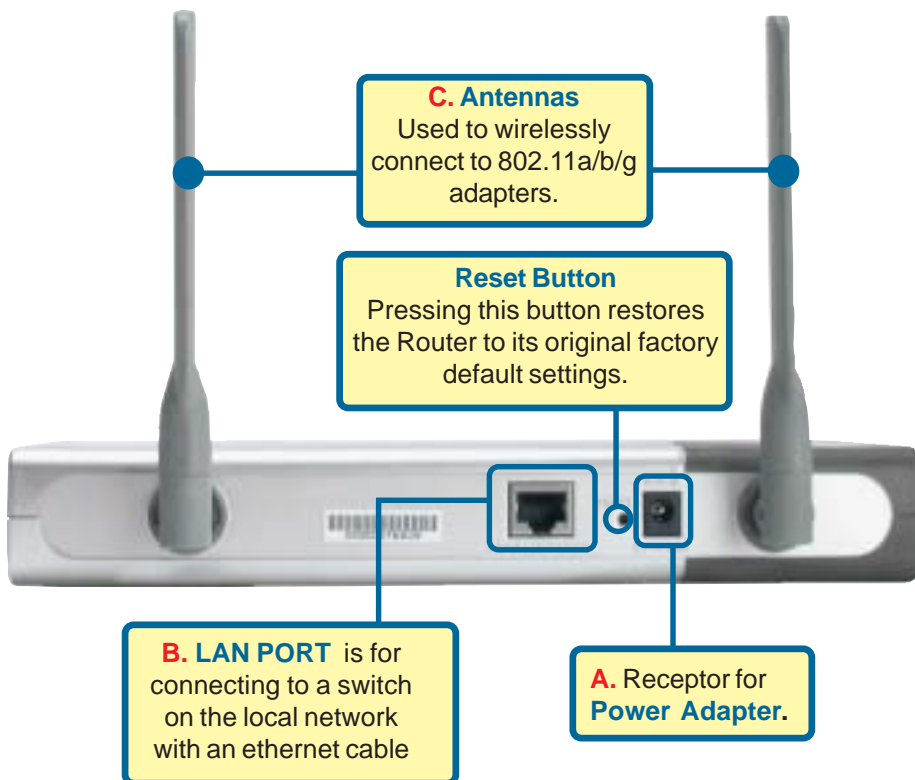 C. Antennas
Used to wirelessly
connect to 802.11a/b/g
adapters.
Reset Button
Pressing this button restores
the Router to its original factory
default settings.
B. LAN PORT is for
connecting to a switch
on the local network
with an ethernet cable
A. Receptor for
Power Adapter.